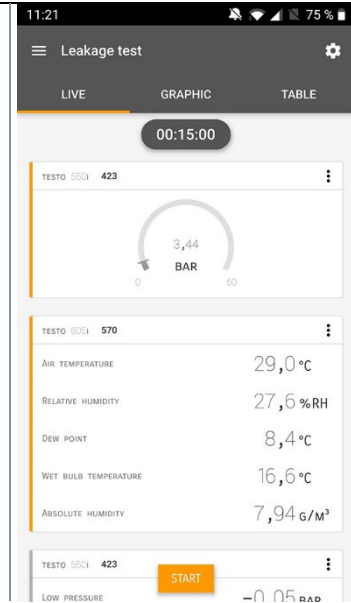 11:21 75 %
Leakage test
LIVE GRAPHIC TABLE
00:15:00
TESTO 550I 423
3,44
BAR
0 60
TESTO 605I 570
AIR TEMPERATURE 29,0 °C
RELATIVE HUMIDITY 27,6 %RH
DEW POINT 8,4 °C
WET BULB TEMPERATURE 16,6 °C
ABSOLUTE HUMIDITY 7,94 G/M³
TESTO 550I 423
START
LOW PRESSURE -0,05 BAR